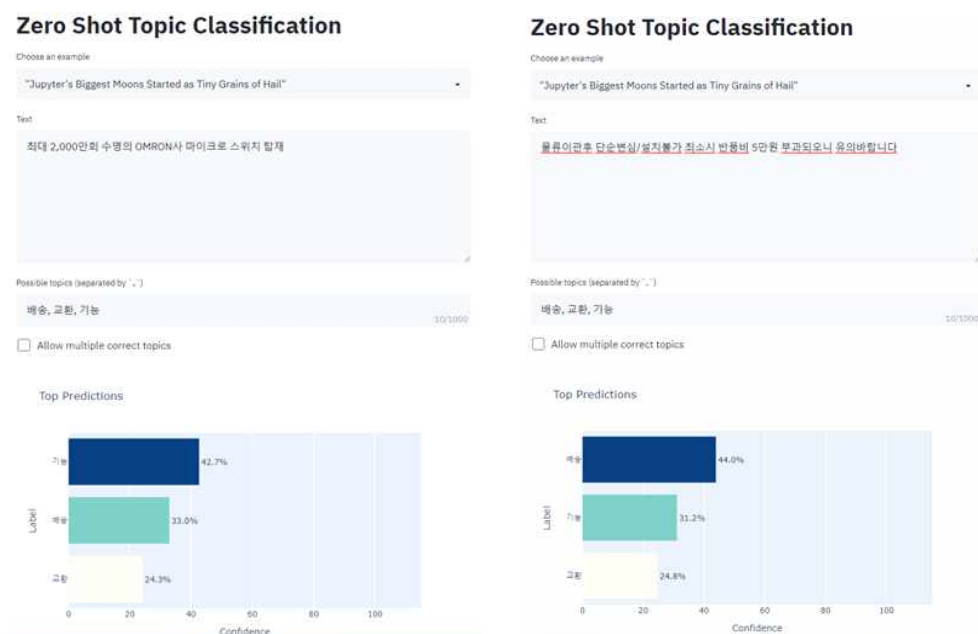 Zero Shot Topic Classification
Choose an example
"Jupyter's Biggest Moons Started as Tiny Grains of Hail"
Text
최대 2,000만회 수명의 OMRON사 마이크로 스위치 탑재
Possible topics (separated by `,`)
배송, 교환, 기능
10/1000
Allow multiple correct topics
Top Predictions
Label
기능
42.7%
배송
33.0%
교환
24.3%
0 20 40 60 80 100
Confidence
Zero Shot Topic Classification
Choose an example
"Jupyter's Biggest Moons Started as Tiny Grains of Hail"
Text
물류이관후 단순변심/설치불가 취소시 반품비 5만원 부과되오니 유의바랍니다
Possible topics (separated by `,`)
배송, 교환, 기능
10/1000
Allow multiple correct topics
Top Predictions
Label
배송
44.0%
기능
31.2%
교환
24.8%
0 20 40 60 80 100
Confidence